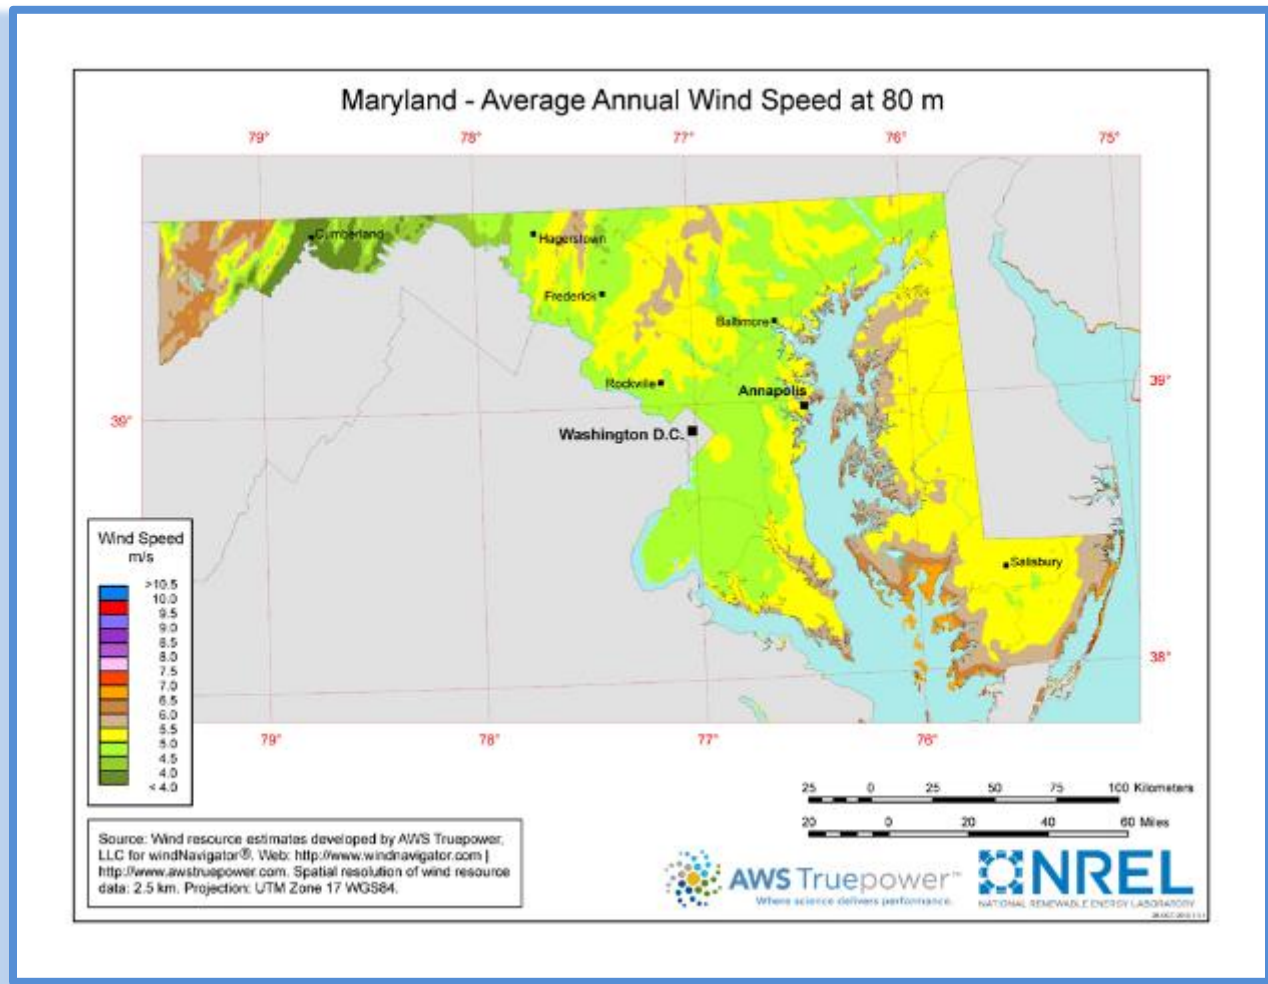 Maryland - Average Annual Wind Speed at 80 m
79° 78° 77° 76° 75°
Cumberland
Hagerstown
Frederick
Baltimore
Rockville
Annapolis
39°
39°
Washington D.C.
Salisbury
38°
79° 78° 77° 76°
Wind Speed
m/s
>10.5
10.0
9.5
9.0
8.5
8.0
7.5
7.0
6.5
6.0
5.5
5.0
4.5
4.0
< 4.0
25 0 25 50 75 100 Kilometers
20 0 20 40 60 Miles
Source: Wind resource estimates developed by AWS Truepower,
LLC for windNavigator®. Web: http://www.windnavigator.com |
http://www.awstruepower.com. Spatial resolution of wind resource
data: 2.5 km. Projection: UTM Zone 17 WGS84.
AWS Truepower™
Where science delivers performance.
NREL
NATIONAL RENEWABLE ENERGY LABORATORY